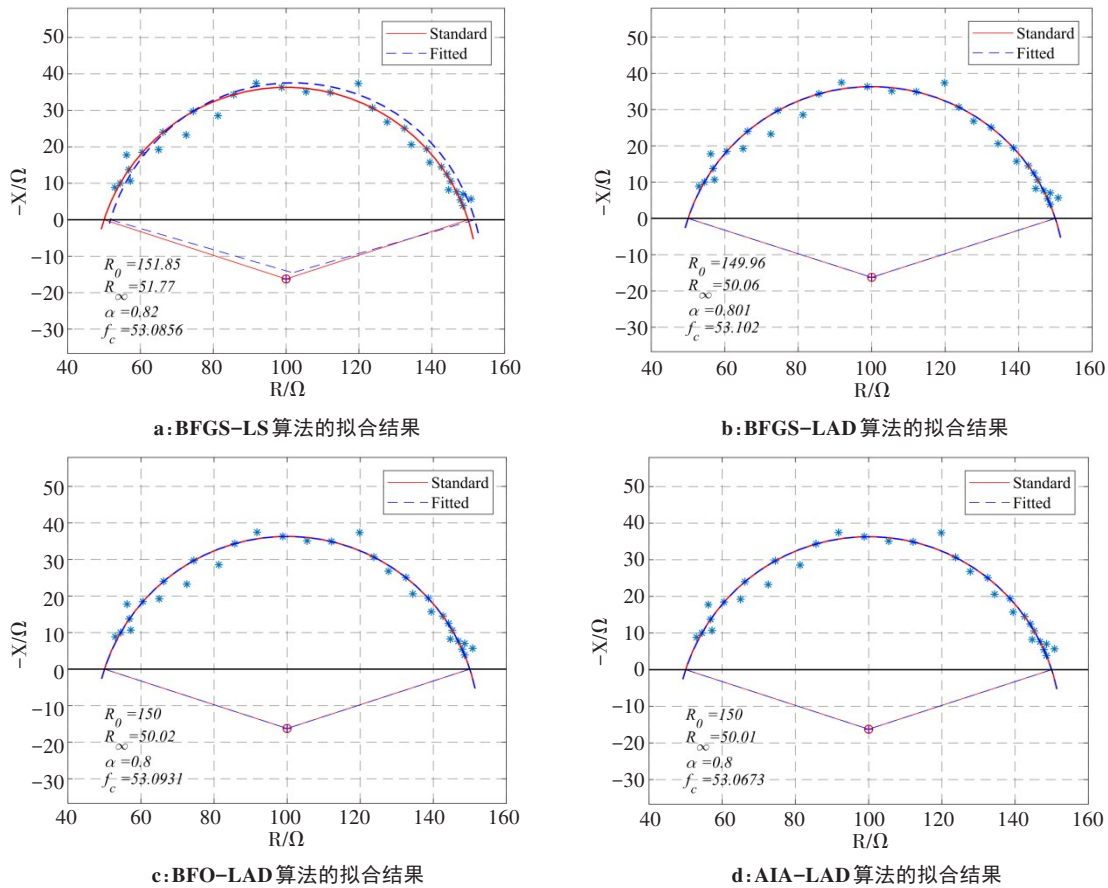 50
40
30
20
10
0
−10
−20
−30
−X/Ω
Standard
Fitted
R0 =151.85
R∞=51.77
α =0.82
fc=53.0856
40 60 80 100 120 140 160
R/Ω
a:BFGS−LS算法的拟合结果
50
40
30
20
10
0
−10
−20
−30
−X/Ω
Standard
Fitted
R0 =149.96
R∞=50.06
α =0.801
fc=53.102
40 60 80 100 120 140 160
R/Ω
b:BFGS−LAD算法的拟合结果
50
40
30
20
10
0
−10
−20
−30
−X/Ω
Standard
Fitted
R0 =150
R∞=50.02
α =0.8
fc=53.0931
40 60 80 100 120 140 160
R/Ω
c:BFO−LAD算法的拟合结果
50
40
30
20
10
0
−10
−20
−30
−X/Ω
Standard
Fitted
R0 =150
R∞=50.01
α =0.8
fc=53.0673
40 60 80 100 120 140 160
R/Ω
d:AIA−LAD算法的拟合结果